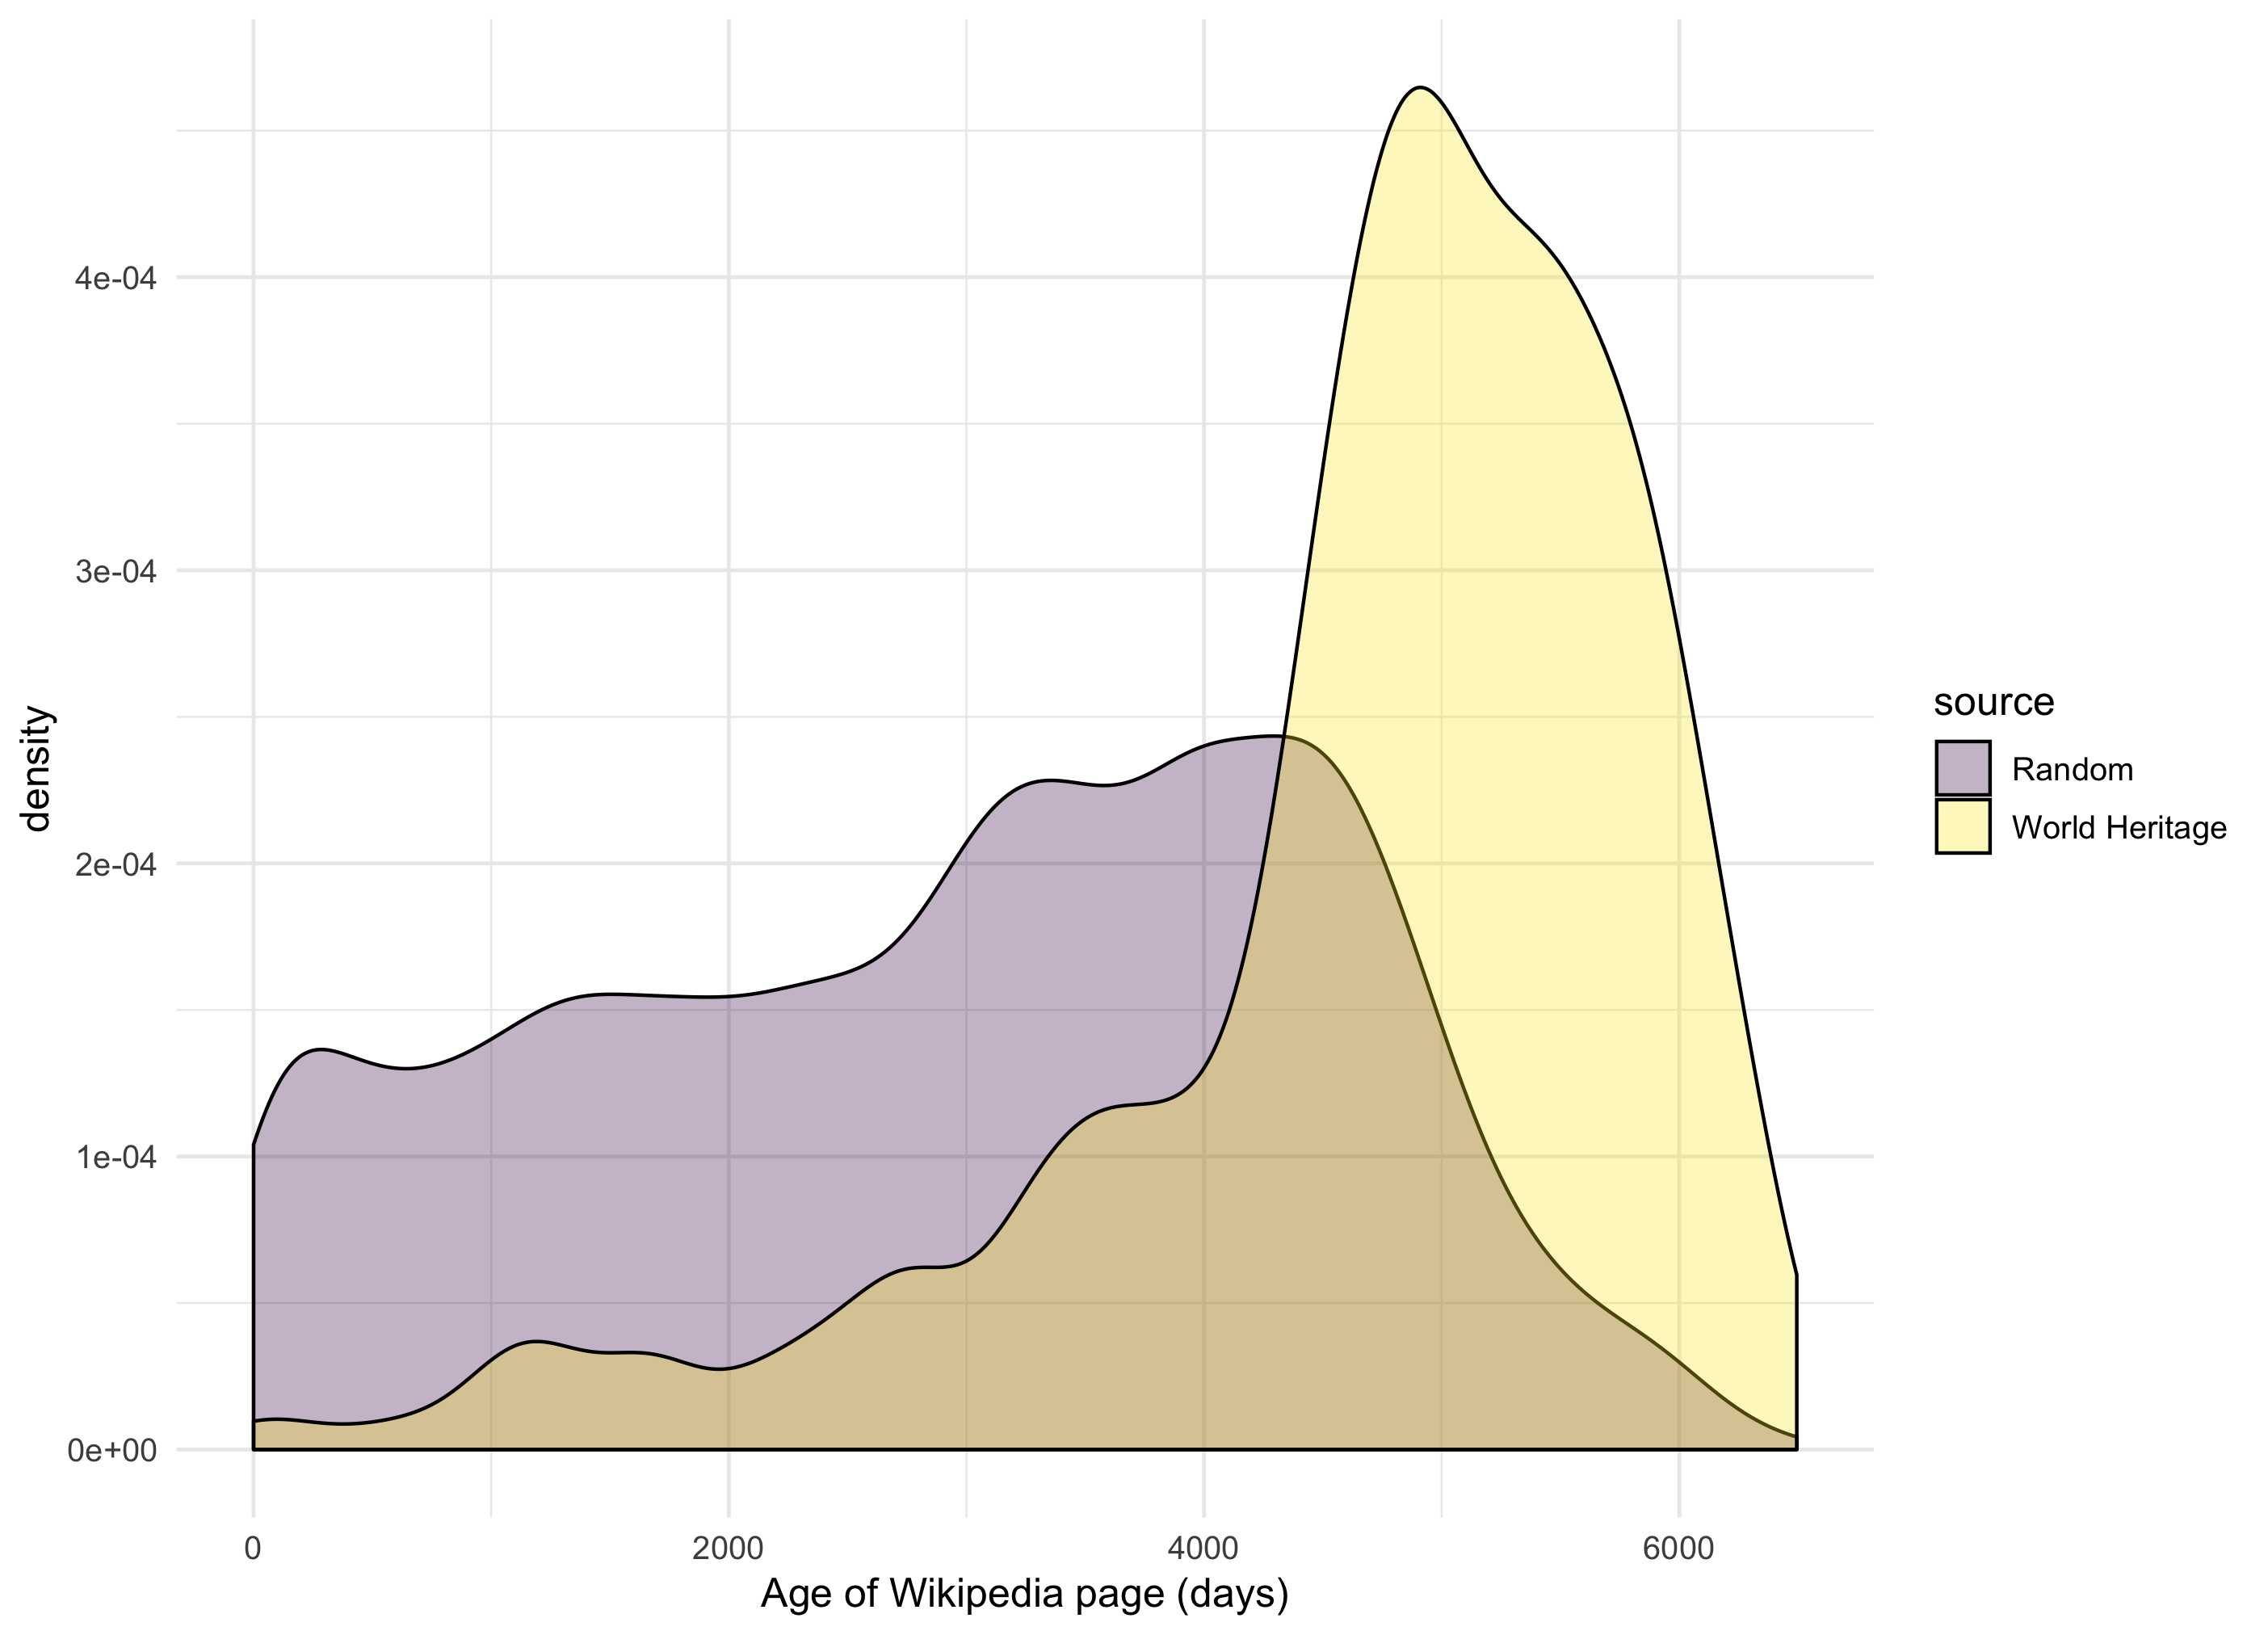 density
4e-04
3e-04
2e-04
1e-04
0e+00
0
2000
4000
6000
Age of Wikipedia page (days)
source
Random
World Heritage